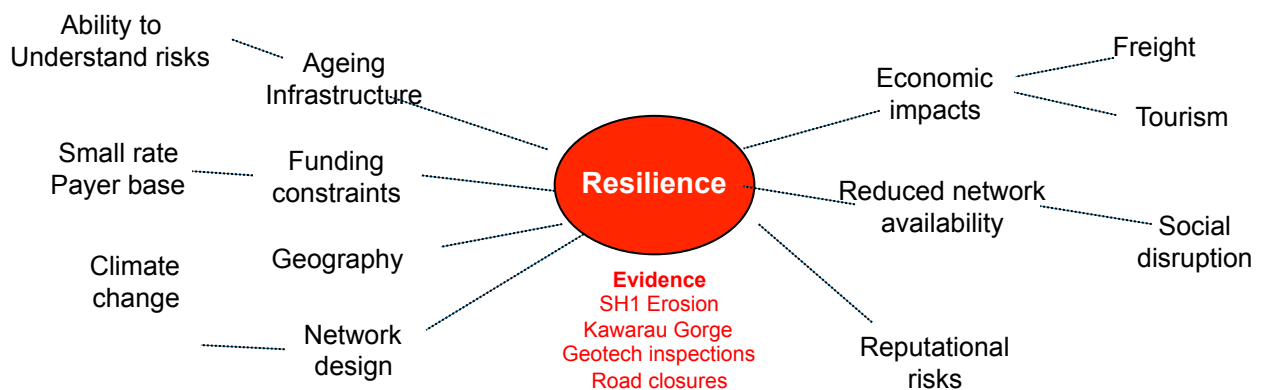 Ability to
Understand risks
Ageing
Infrastructure
Small rate
Payer base
Funding
constraints
Climate
change
Geography
Network
design
Resilience
Evidence
SH1 Erosion
Kawarau Gorge
Geotech inspections
Road closures
Economic
impacts
Freight
Tourism
Reduced network
availability
Social
disruption
Reputational
risks